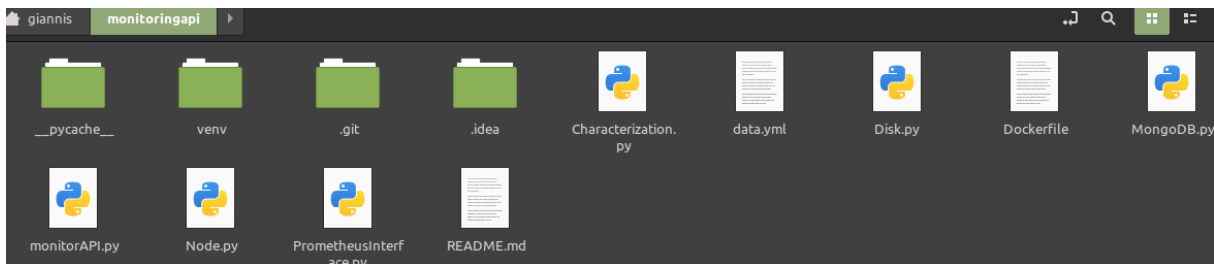 giannis monitoringapi
__pycache__ venv .git .idea Characterization. data.yml Disk.py Dockerfile MongoDB.py
py
monitorAPI.py Node.py PrometheusInterf README.md
ace.py